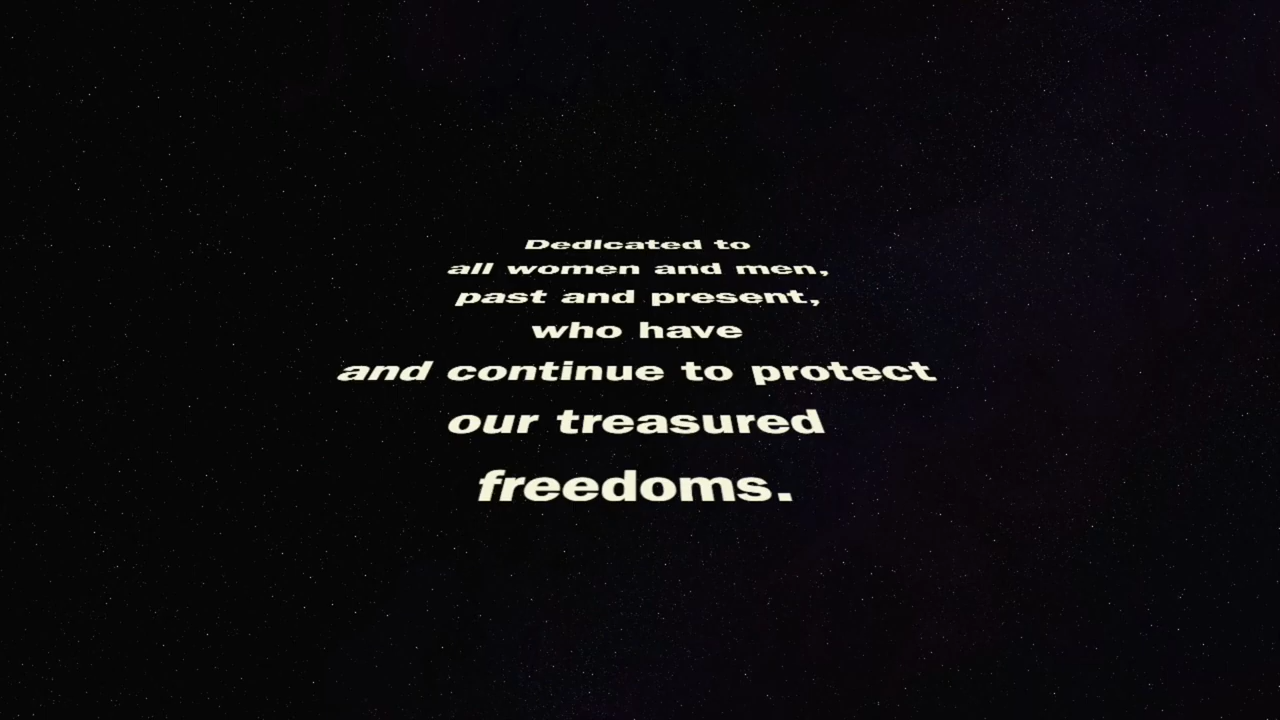 Dedicated to
all women and men,
past and present,
who have
and continue to protect
our treasured
freedoms.